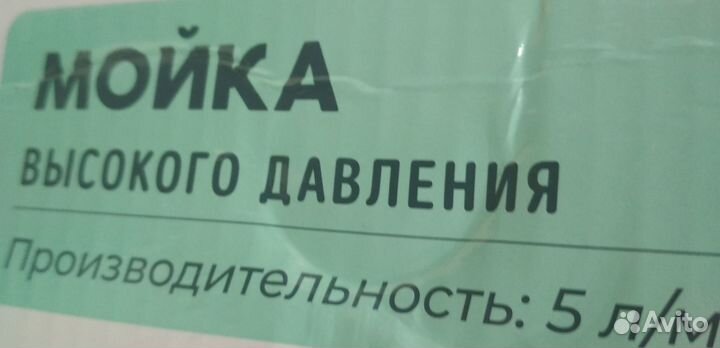 МОЙКА
ВЫСОКОГО ДАВЛЕНИЯ
Производительность: 5 л/м
Avito